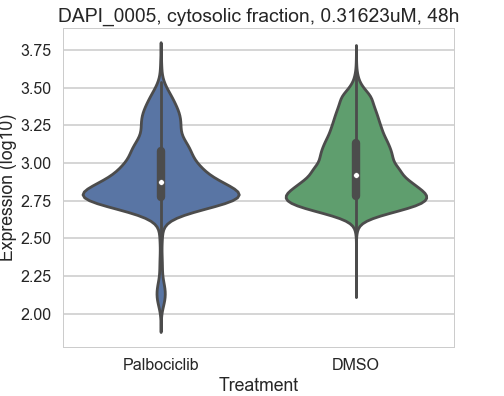 DAPI_0005, cytosolic fraction, 0.31623uM, 48h
Expression (log10)
3.75
3.50
3.25
3.00
2.75
2.50
2.25
2.00
Palbociclib DMSO
Treatment